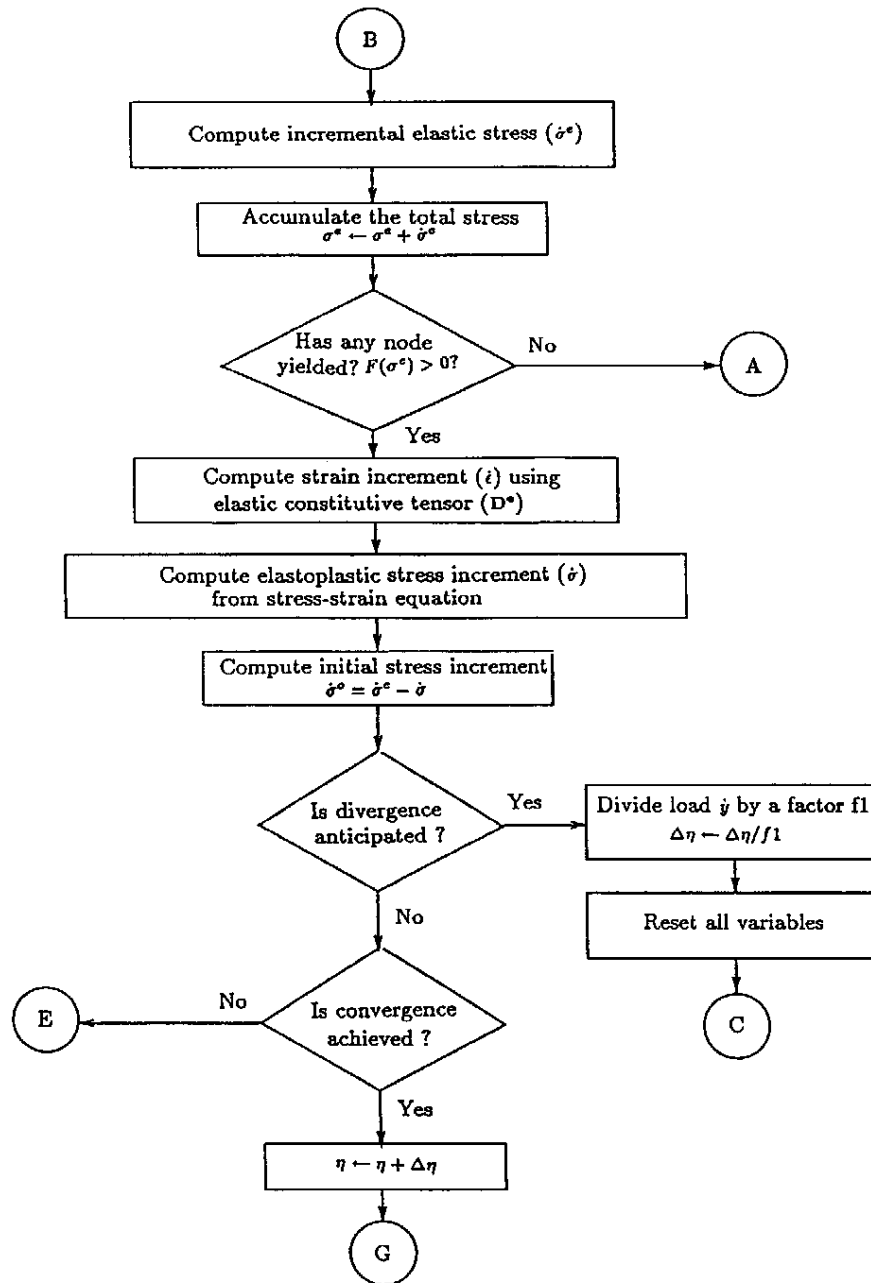 B
Compute incremental elastic stress (σ̇ᵉ)
Accumulate the total stress
σᵉ ← σᵉ + σ̇ᵉ
Has any node
yielded? F(σᵉ) > 0?
No
A
Yes
Compute strain increment (ε̇) using
elastic constitutive tensor (Dᵉ)
Compute elastoplastic stress increment (σ̇)
from stress-strain equation
Compute initial stress increment
σ̇ᵒ = σ̇ᵉ − σ̇
Is divergence
anticipated ?
Yes
Divide load ẏ by a factor f1
Δη ← Δη/f1
Reset all variables
C
No
Is convergence
achieved ?
No
E
Yes
η ← η + Δη
G